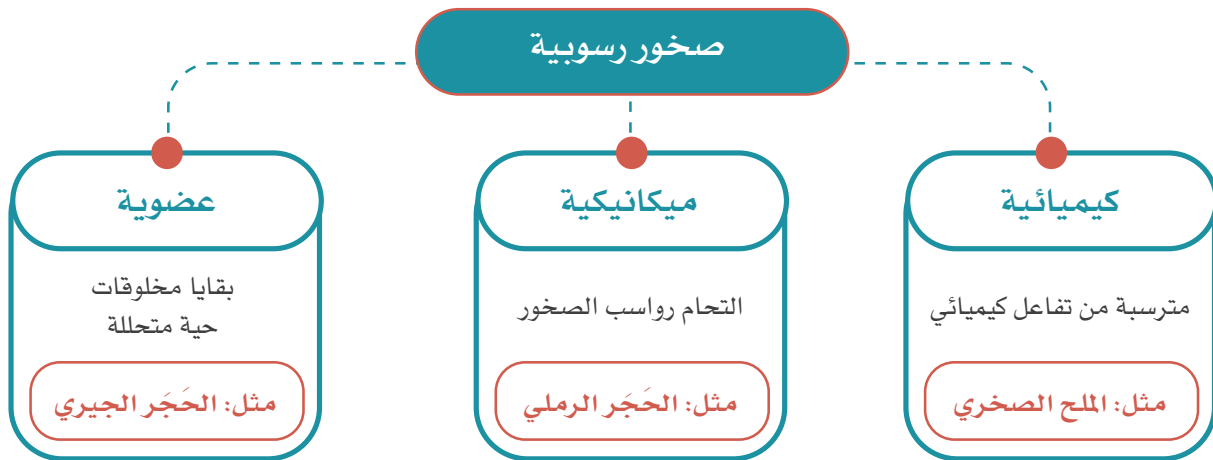 صخور رسوبية
كيميائية
مترسبة من تفاعل كيميائي
مثل: الملح الصخري
ميكانيكية
التحام رواسب الصخور
مثل: الحَجَر الرملي
عضوية
بقايا مخلوقات
حية متحللة
مثل: الحَجَر الجيري